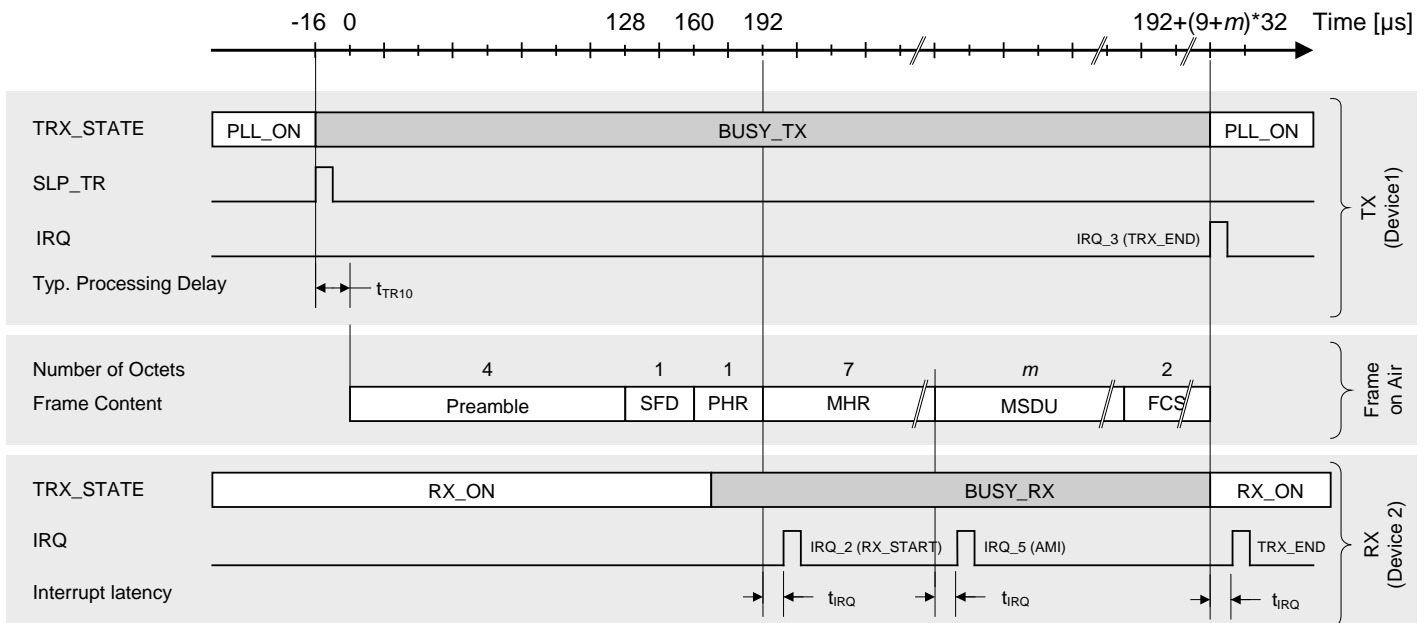 -16 0 128 160 192 192+(9+m)*32 Time [µs]
TRX_STATE PLL_ON BUSY_TX PLL_ON
SLP_TR
IRQ IRQ_3 (TRX_END)
Typ. Processing Delay tTR10
TX
(Device1)
Number of Octets 4 1 1 7 m 2
Frame Content Preamble SFD PHR MHR MSDU FCS
Frame
on Air
TRX_STATE RX_ON BUSY_RX RX_ON
IRQ IRQ_2 (RX_START) IRQ_5 (AMI) TRX_END
Interrupt latency tIRQ tIRQ tIRQ
RX
(Device 2)